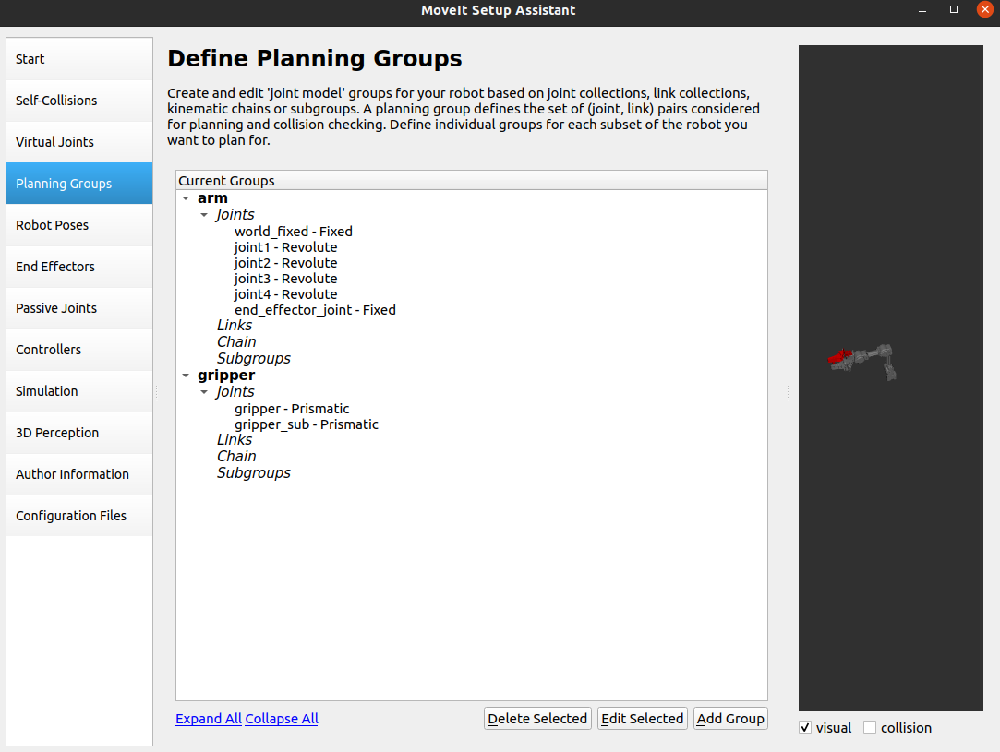 MoveIt Setup Assistant
Start
Self-Collisions
Virtual Joints
Planning Groups
Robot Poses
End Effectors
Passive Joints
Controllers
Simulation
3D Perception
Author Information
Configuration Files
Define Planning Groups
Create and edit 'joint model' groups for your robot based on joint collections, link collections,
kinematic chains or subgroups. A planning group defines the set of (joint, link) pairs considered
for planning and collision checking. Define individual groups for each subset of the robot you
want to plan for.
Current Groups
arm
Joints
world_fixed - Fixed
joint1 - Revolute
joint2 - Revolute
joint3 - Revolute
joint4 - Revolute
end_effector_joint - Fixed
Links
Chain
Subgroups
gripper
Joints
gripper - Prismatic
gripper_sub - Prismatic
Links
Chain
Subgroups
Expand All Collapse All
Delete Selected
Edit Selected
Add Group
visual
collision